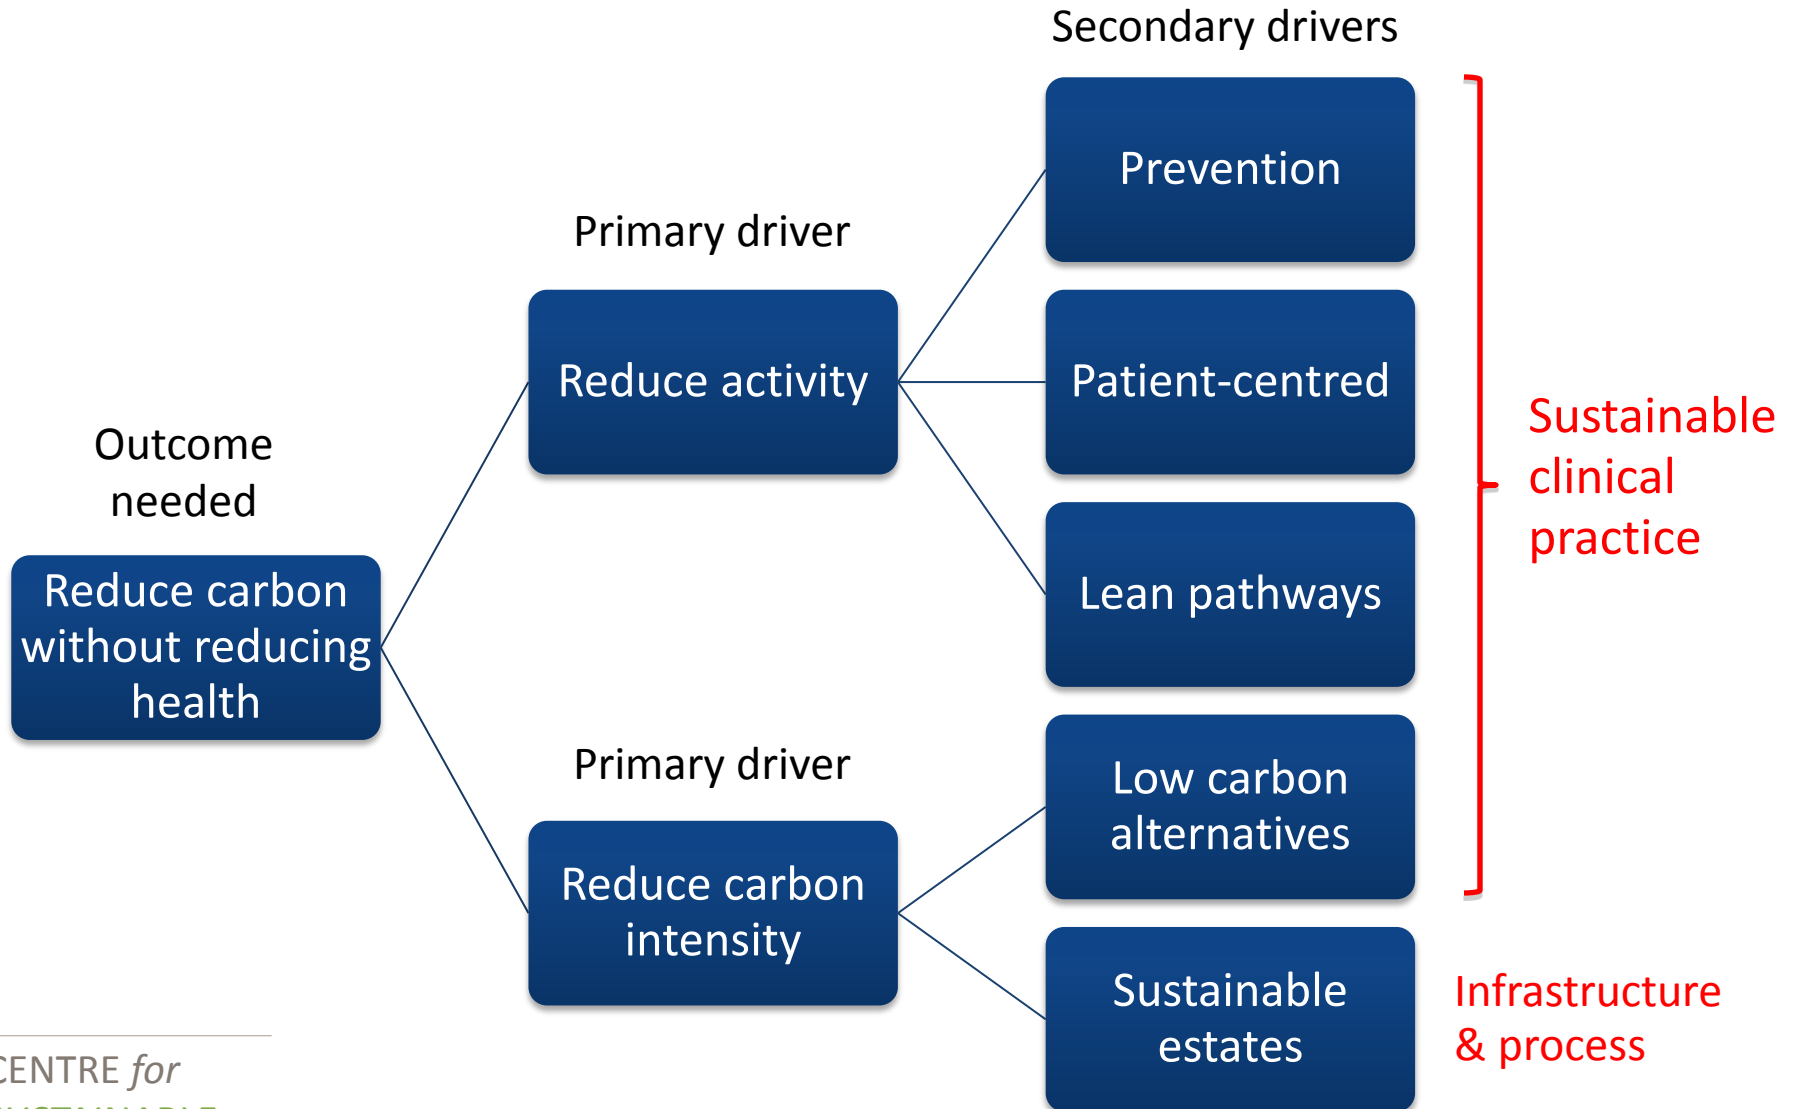 Secondary drivers
Prevention
Primary driver
Reduce activity
Patient-centred
Outcome
needed
Sustainable
clinical
practice
Reduce carbon
without reducing
health
Lean pathways
Primary driver
Reduce carbon
intensity
Low carbon
alternatives
Sustainable
estates
Infrastructure
& process
CENTRE for